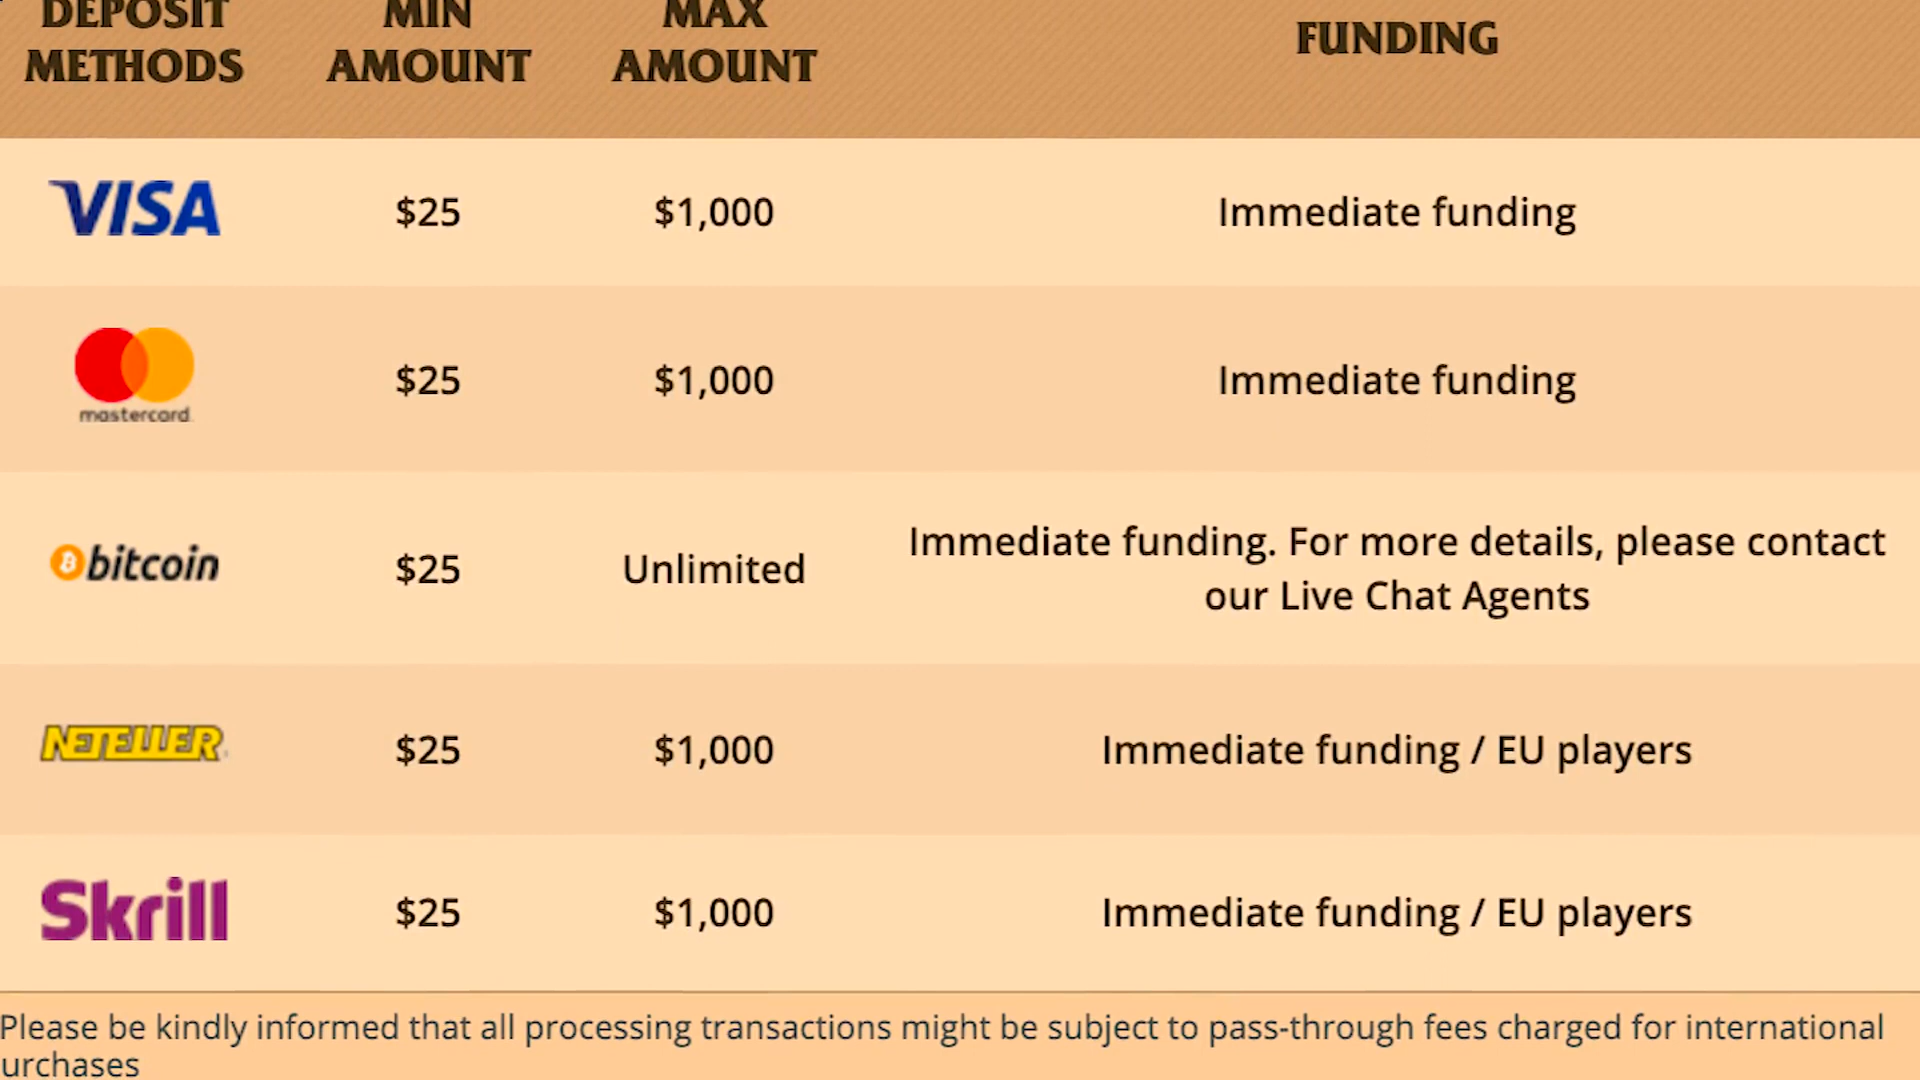 DEPOSIT METHODS
MIN AMOUNT
MAX AMOUNT
FUNDING
VISA
$25
$1,000
Immediate funding
mastercard
$25
$1,000
Immediate funding
bitcoin
$25
Unlimited
Immediate funding. For more details, please contact
our Live Chat Agents
NETELLER
$25
$1,000
Immediate funding / EU players
Skrill
$25
$1,000
Immediate funding / EU players
Please be kindly informed that all processing transactions might be subject to pass-through fees charged for international
urchases